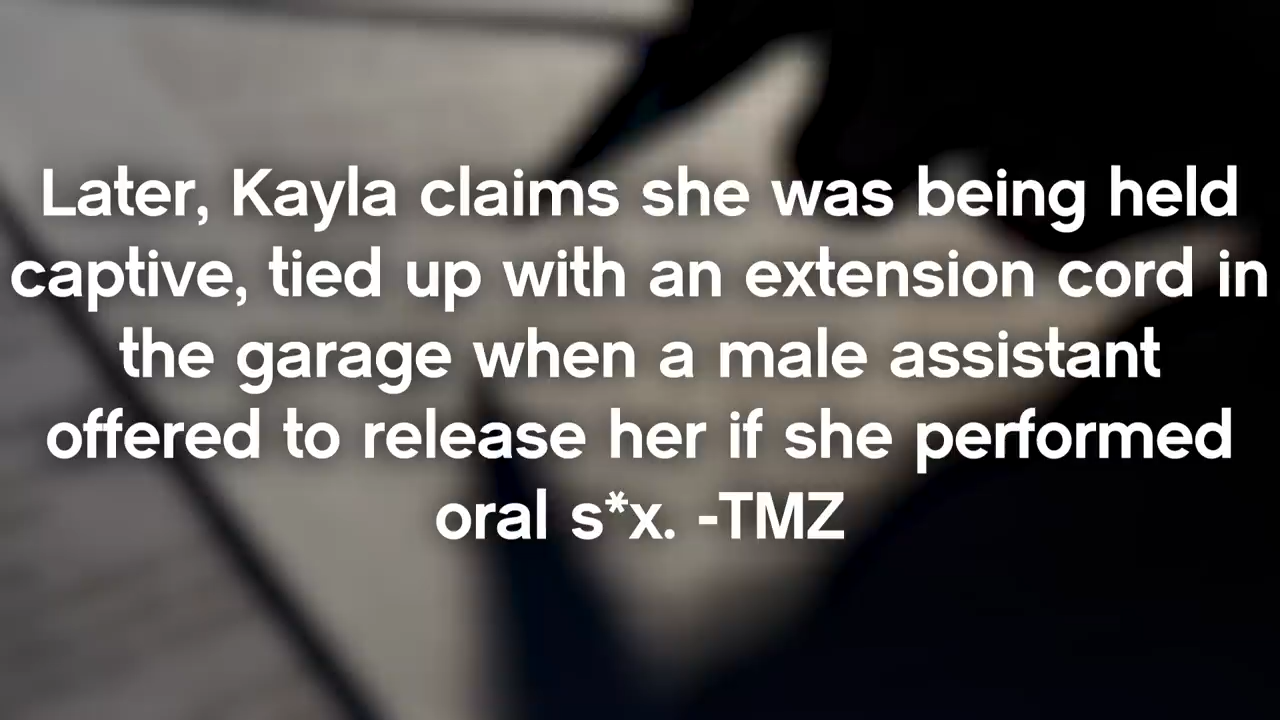 Later, Kayla claims she was being held
captive, tied up with an extension cord in
the garage when a male assistant
offered to release her if she performed
oral s*x. -TMZ